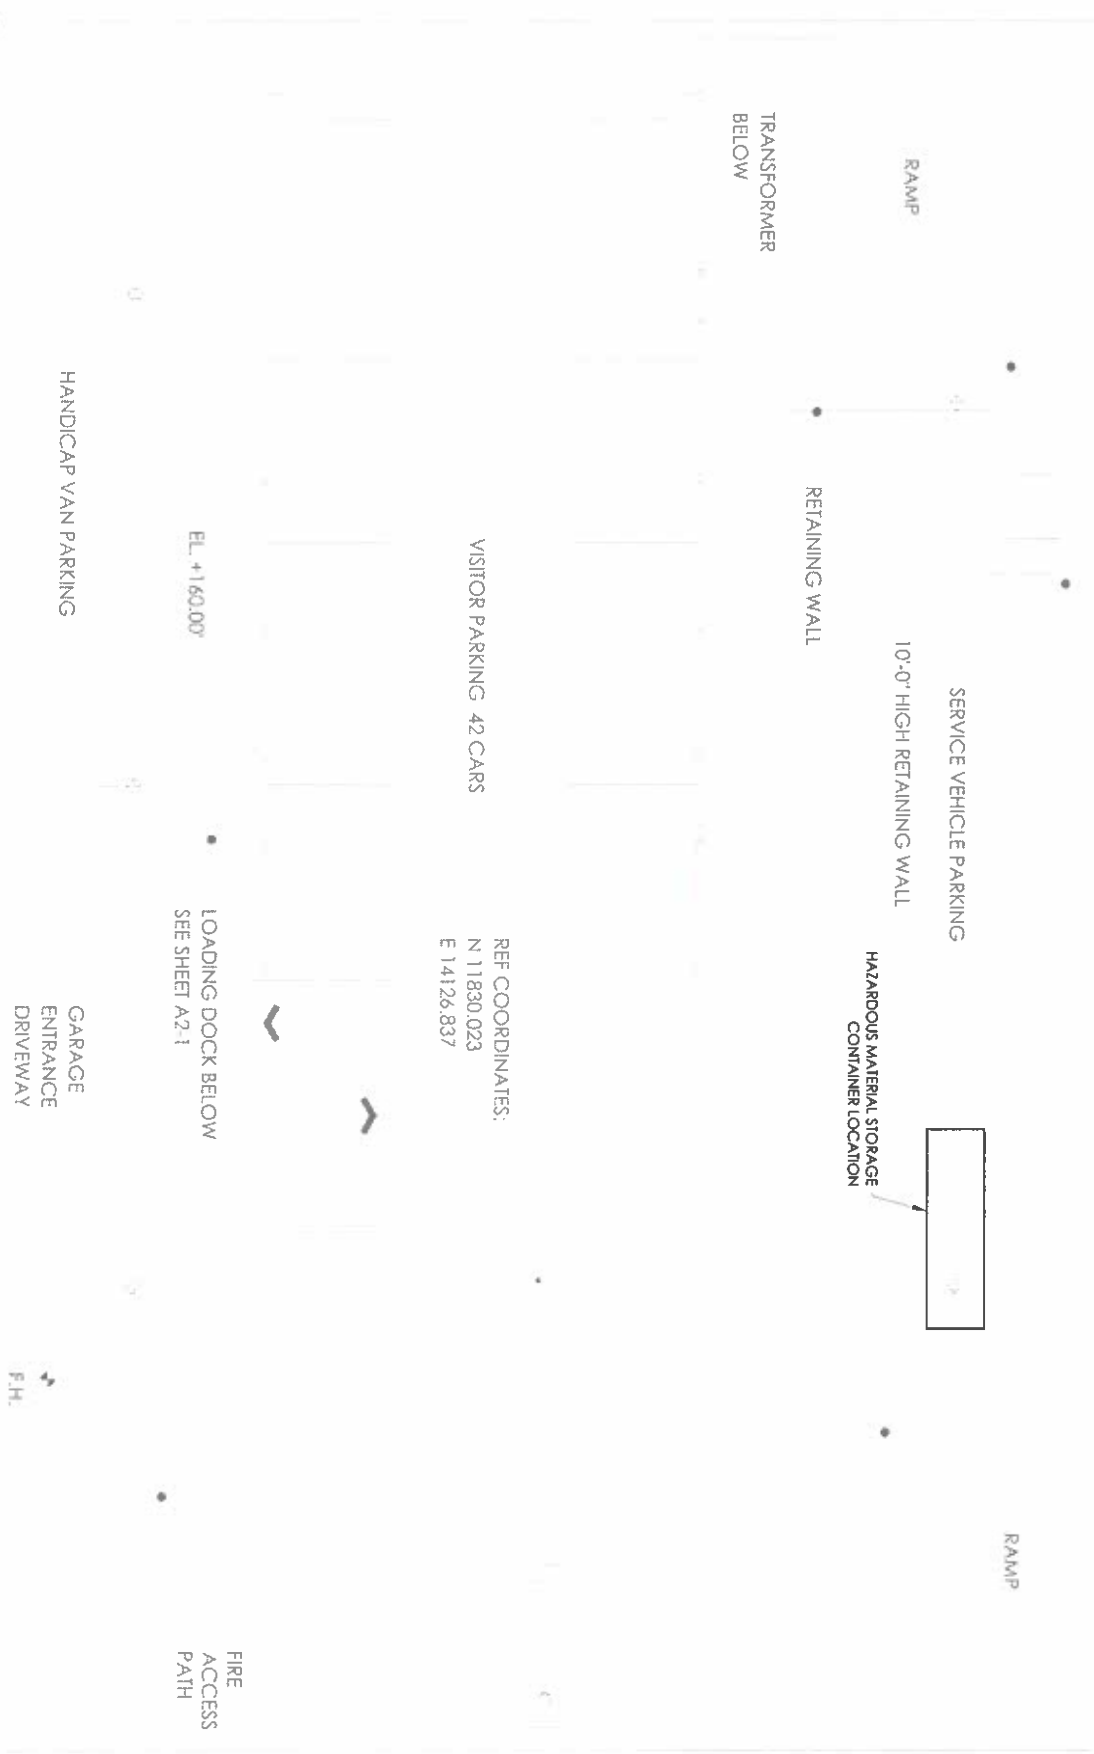 RAMP
RAMP
SERVICE VEHICLE PARKING
10'-0" HIGH RETAINING WALL
HAZARDOUS MATERIAL STORAGE
CONTAINER LOCATION
RETAINING WALL
TRANSFORMER
BELOW
REF COORDINATES:
N 11830.023
E 14126.837
VISITOR PARKING 42 CARS
FIRE
ACCESS
PATH
LOADING DOCK BELOW
SEE SHEET A2-1
EL. +160.00'
GARAGE
ENTRANCE
DRIVEWAY
HANDICAP VAN PARKING
F.H.